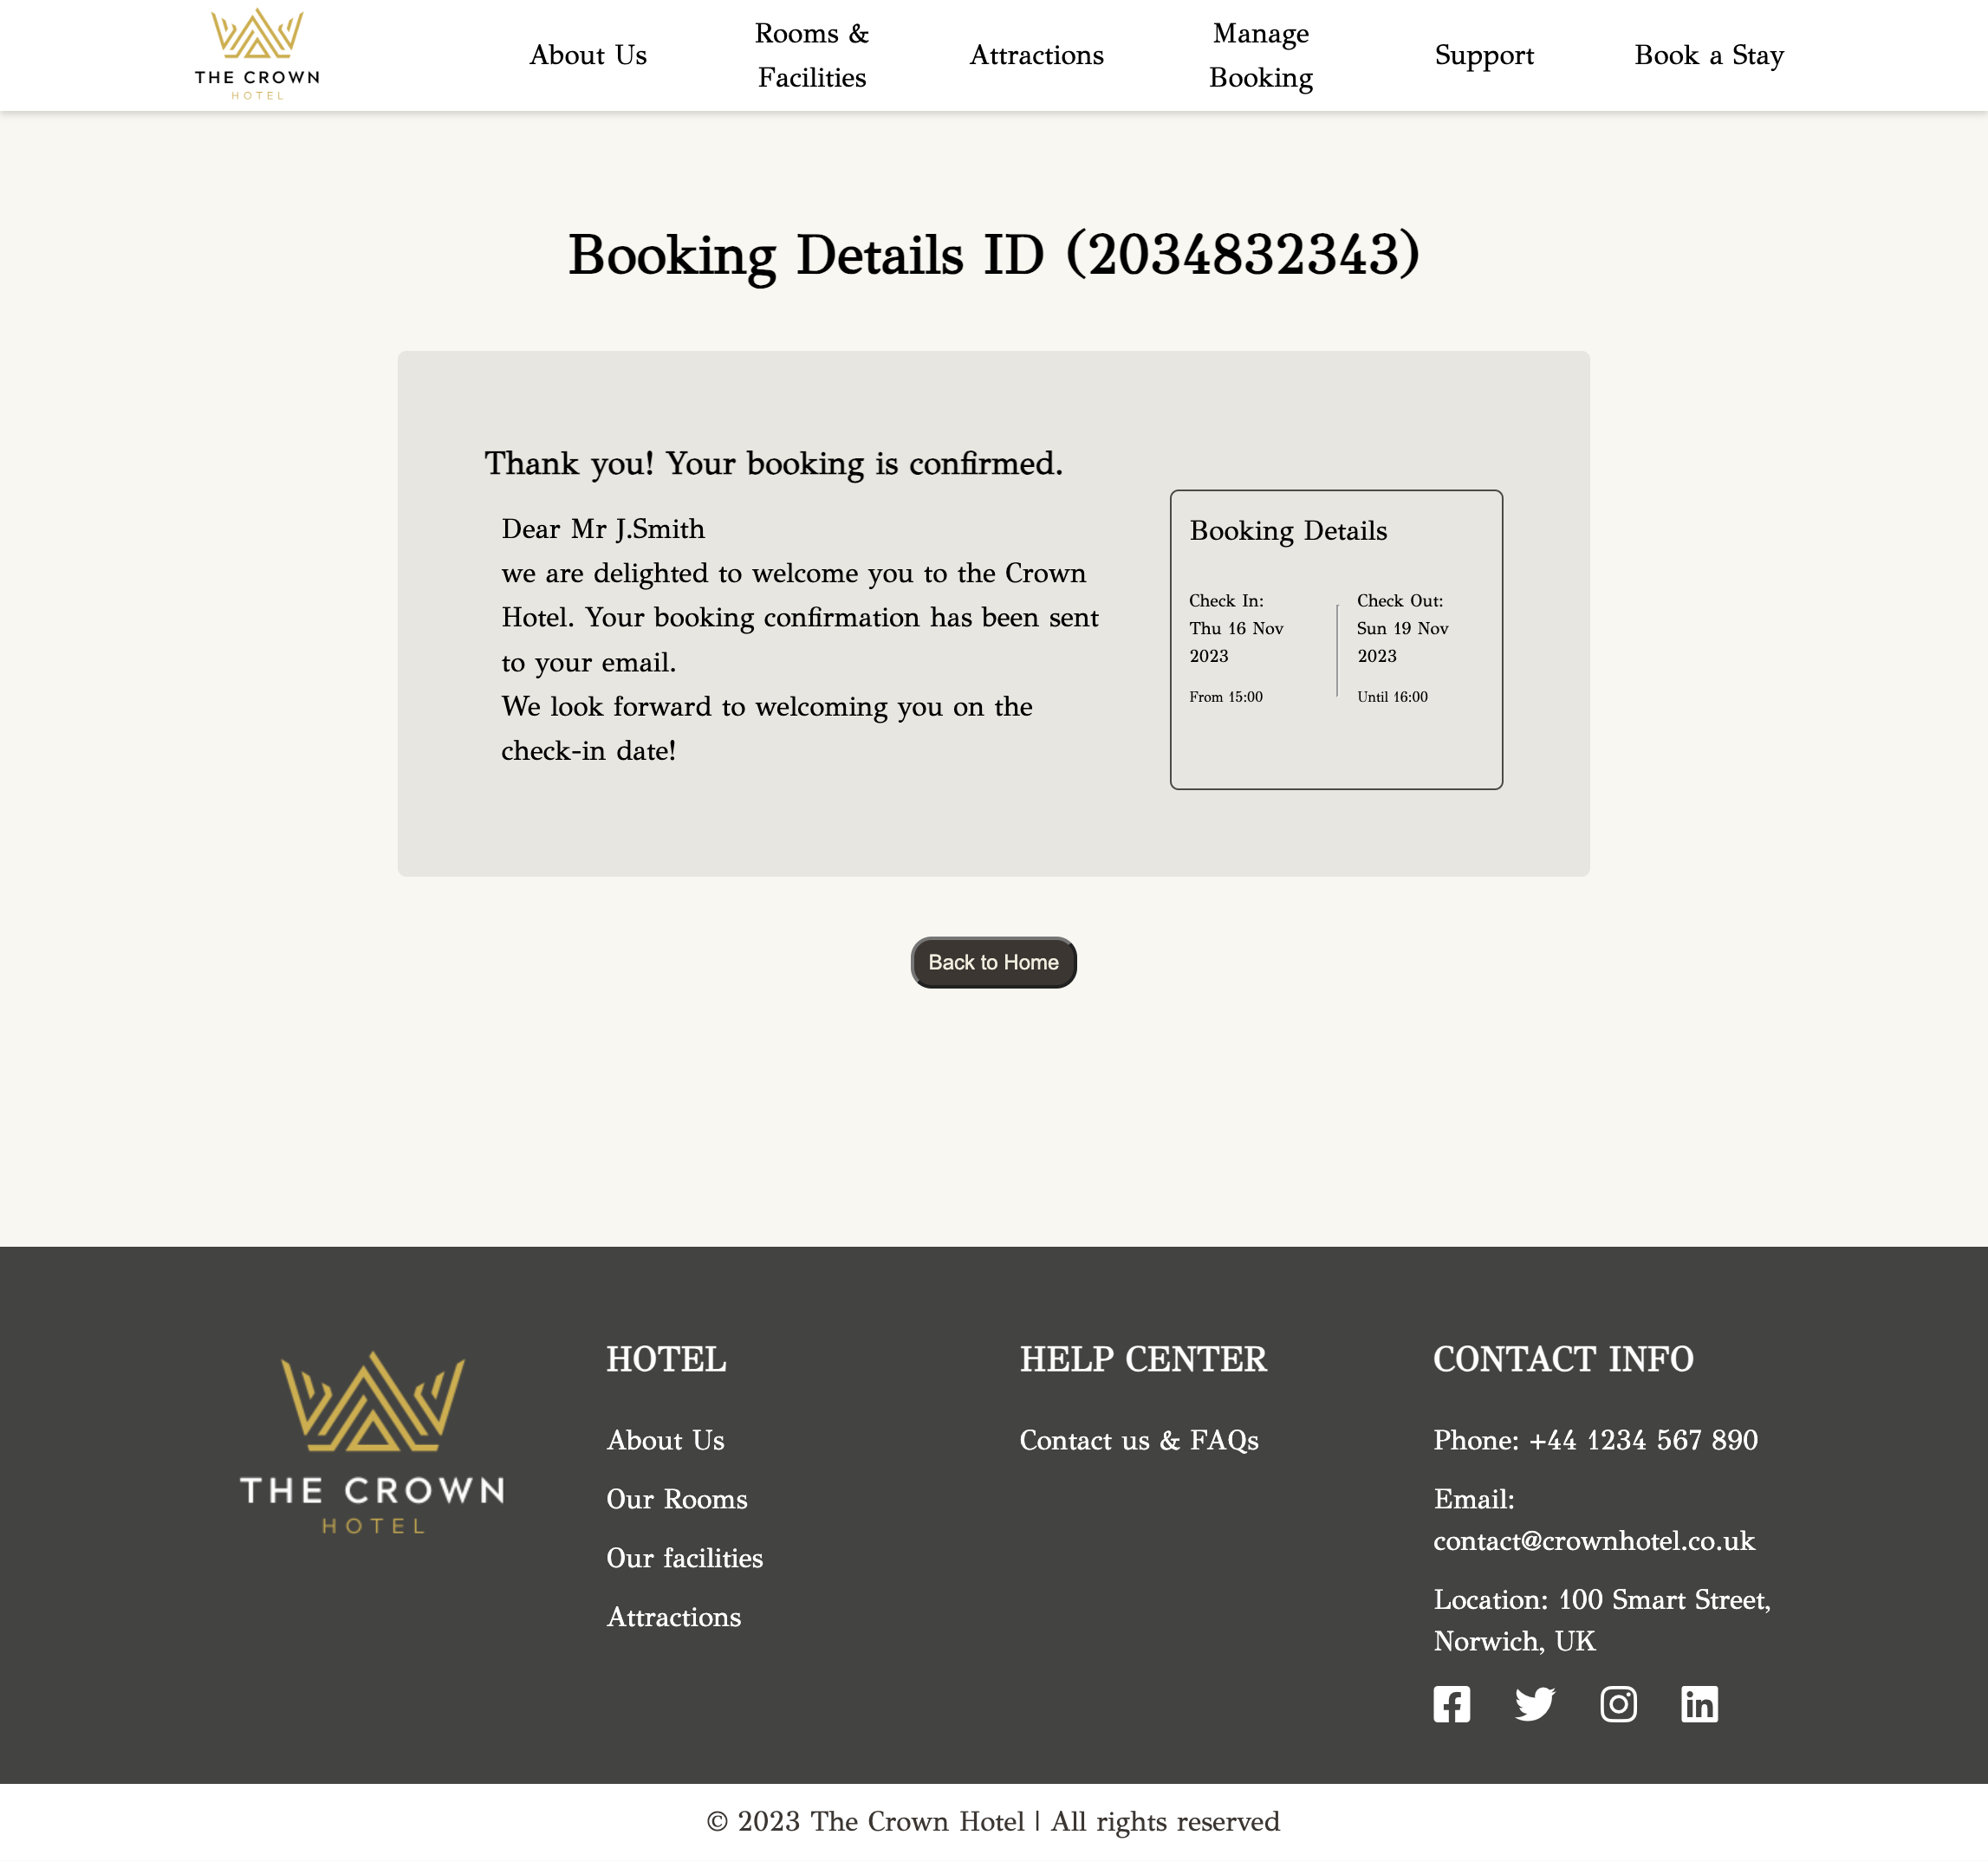 THE CROWN
HOTEL
About Us
Rooms &
Facilities
Attractions
Manage
Booking
Support
Book a Stay
Booking Details ID (2034832343)
Thank you! Your booking is confirmed.
Dear Mr J.Smith
we are delighted to welcome you to the Crown
Hotel. Your booking confirmation has been sent
to your email.
We look forward to welcoming you on the
check-in date!
Booking Details
Check In:
Thu 16 Nov
2023
From 15:00
Check Out:
Sun 19 Nov
2023
Until 16:00
Back to Home
THE CROWN
HOTEL
HOTEL
About Us
Our Rooms
Our facilities
Attractions
HELP CENTER
Contact us & FAQs
CONTACT INFO
Phone: +44 1234 567 890
Email:
contact@crownhotel.co.uk
Location: 100 Smart Street,
Norwich, UK
© 2023 The Crown Hotel | All rights reserved